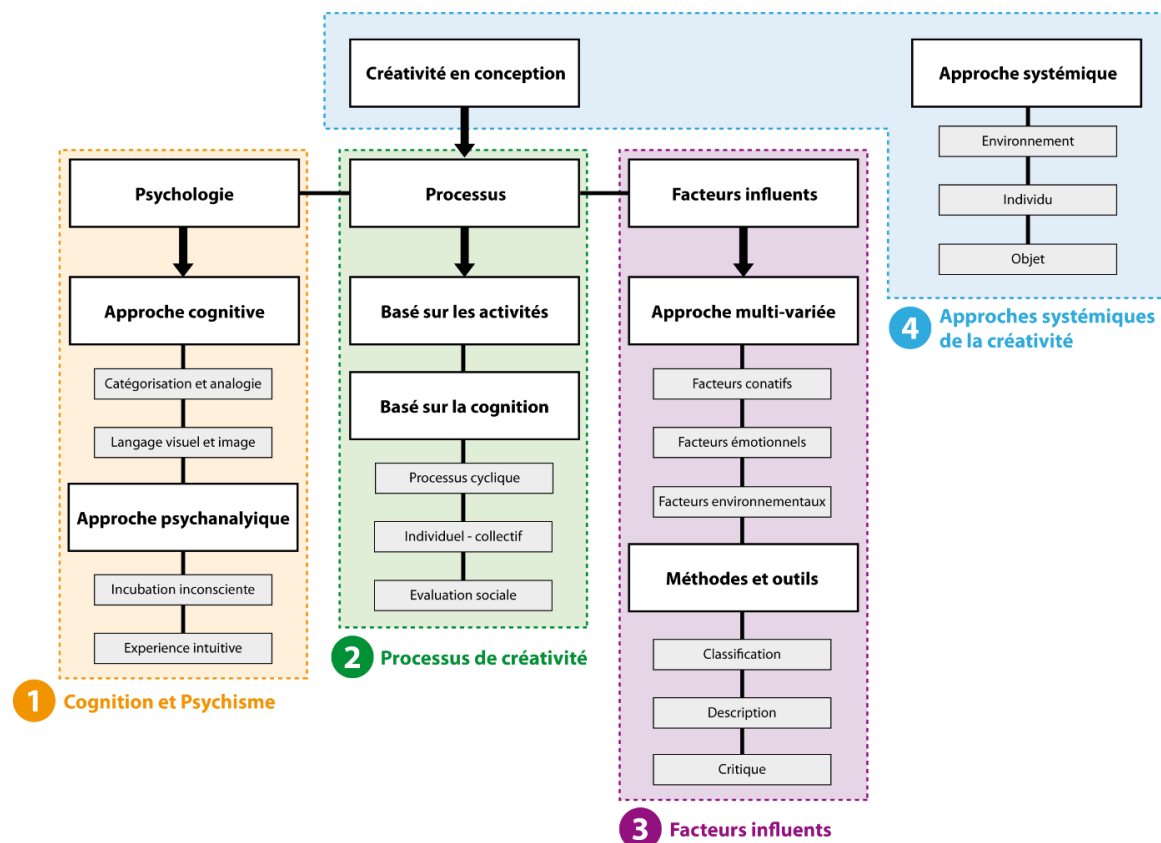 Créativité en conception
Approche systémique
Environnement
Individu
Objet
4
Approches systémiques
de la créativité
Psychologie
Approche cognitive
Catégorisation et analogie
Langage visuel et image
Approche psychanalyique
Incubation inconsciente
Experience intuitive
1
Cognition et Psychisme
Processus
Basé sur les activités
Basé sur la cognition
Processus cyclique
Individuel - collectif
Evaluation sociale
2
Processus de créativité
Facteurs influents
Approche multi-variée
Facteurs conatifs
Facteurs émotionnels
Facteurs environnementaux
Méthodes et outils
Classification
Description
Critique
3
Facteurs influents